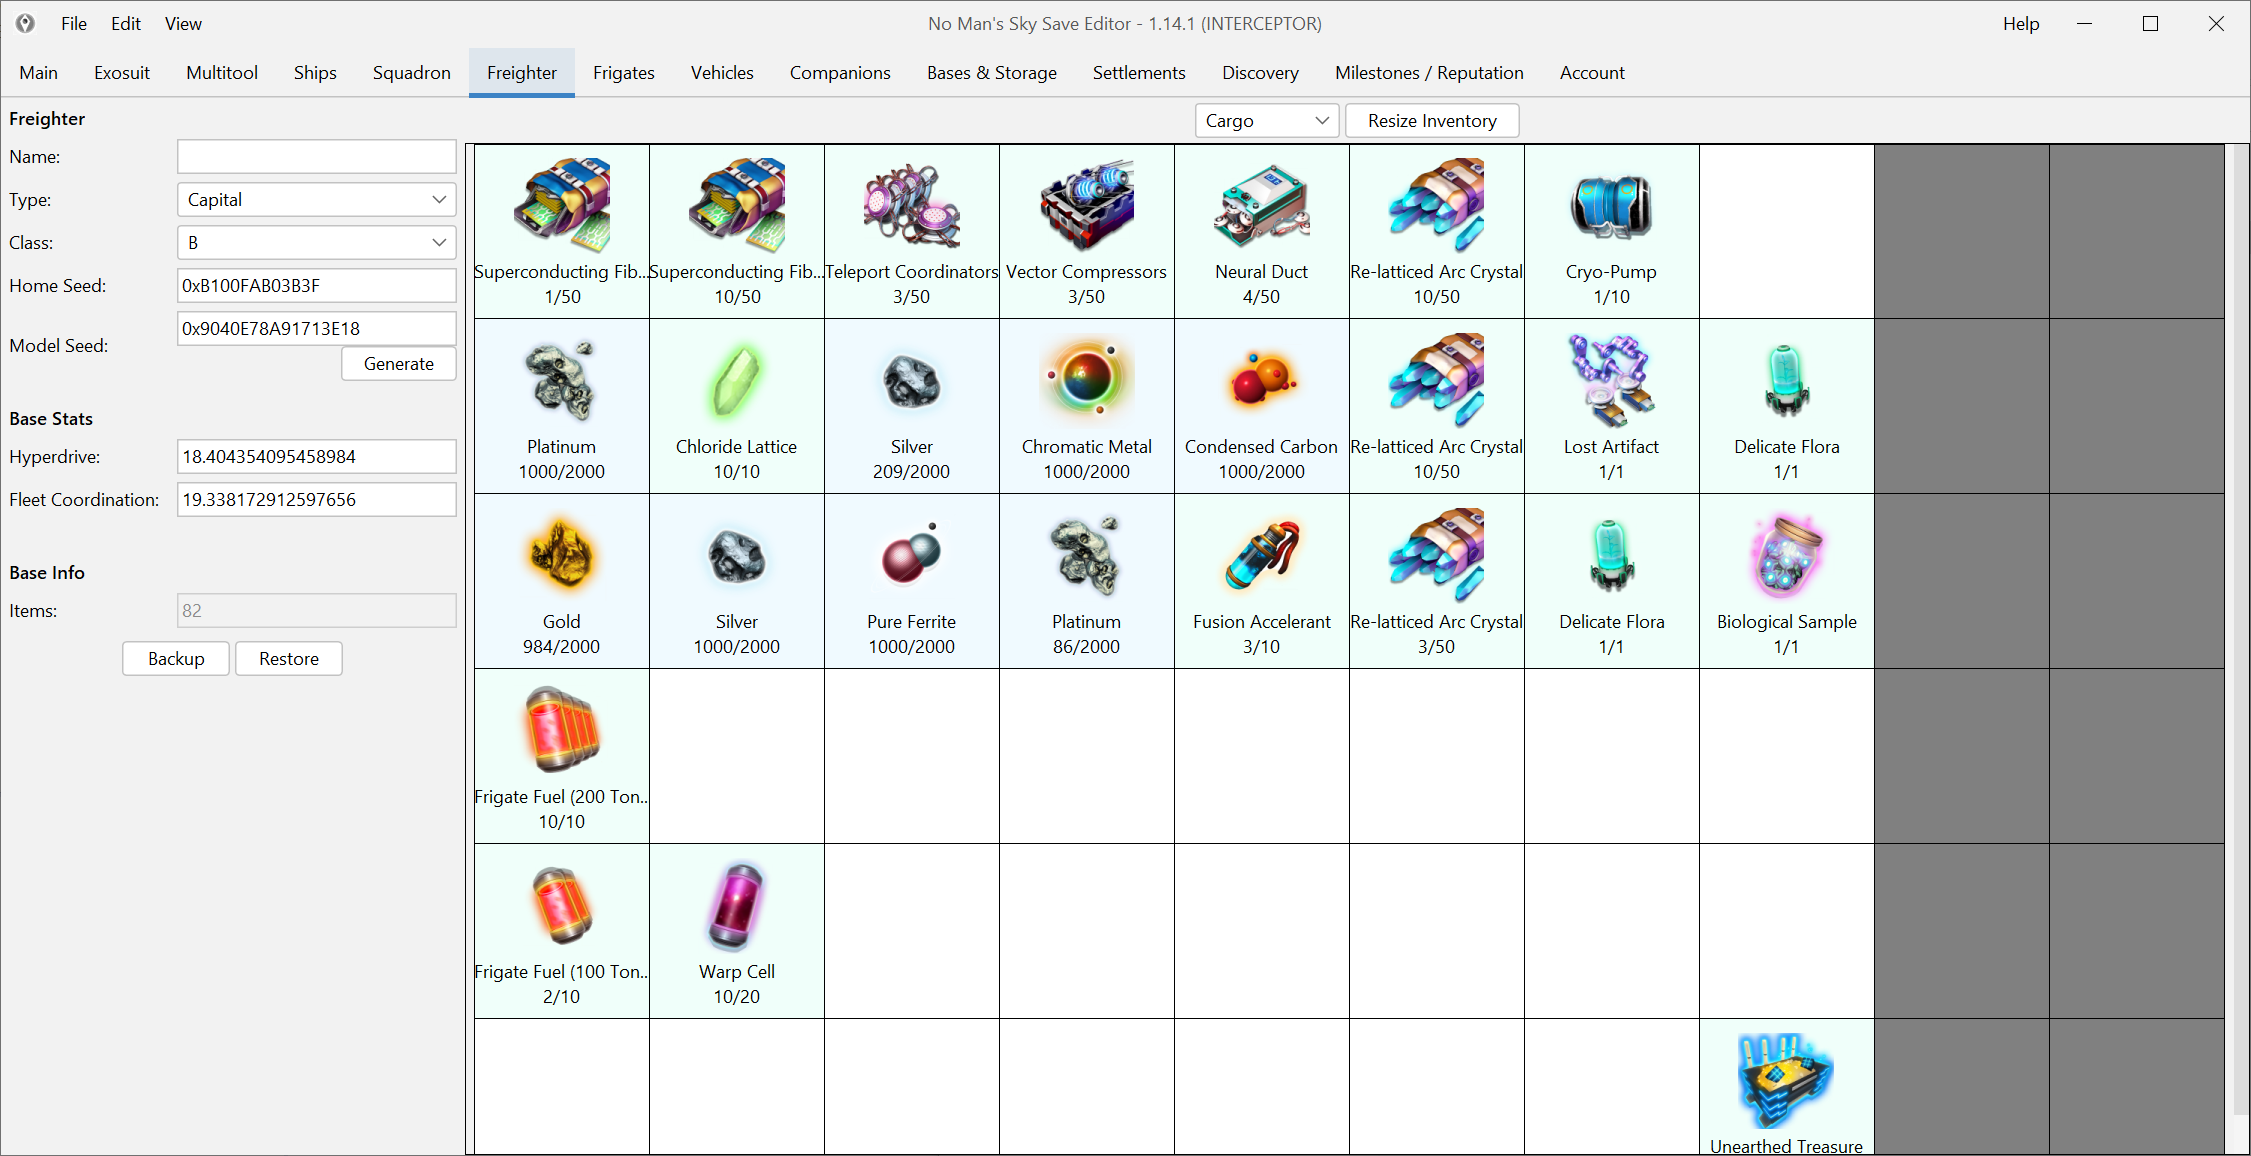 File Edit View No Man's Sky Save Editor - 1.14.1 (INTERCEPTOR) Help
Main Exosuit Multitool Ships Squadron Freighter Frigates Vehicles Companions Bases & Storage Settlements Discovery Milestones / Reputation Account
Freighter
Cargo Resize Inventory
Name:
Type: Capital
Class: B
Home Seed: 0xB100FAB03B3F
Model Seed: 0x9040E78A91713E18
Generate
Base Stats
Hyperdrive: 18.404354095458984
Fleet Coordination: 19.338172912597656
Base Info
Items: 82
Backup Restore
Superconducting Fib... Superconducting Fib... Teleport Coordinators Vector Compressors Neural Duct Re-latticed Arc Crystal Cryo-Pump
1/50 10/50 3/50 3/50 4/50 10/50 1/10
Platinum Chloride Lattice Silver Chromatic Metal Condensed Carbon Re-latticed Arc Crystal Lost Artifact Delicate Flora
1000/2000 10/10 209/2000 1000/2000 1000/2000 10/50 1/1 1/1
Gold Silver Pure Ferrite Platinum Fusion Accelerant Re-latticed Arc Crystal Delicate Flora Biological Sample
984/2000 1000/2000 1000/2000 86/2000 3/10 3/50 1/1 1/1
Frigate Fuel (200 Ton..
10/10
Frigate Fuel (100 Ton.. Warp Cell
2/10 10/20
Unearthed Treasure